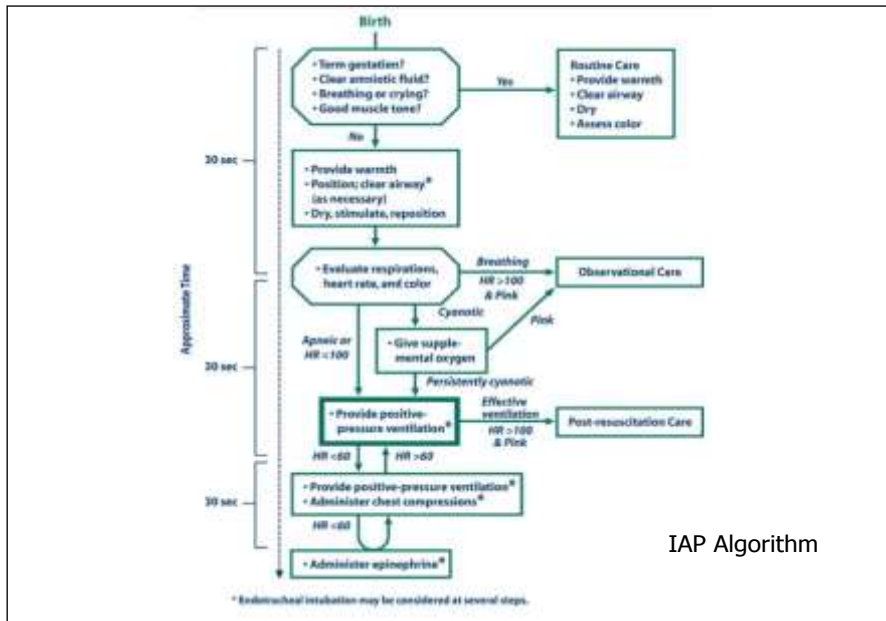 Birth
• Term gestation?
• Clear amniotic fluid?
• Breathing or crying?
• Good muscle tone?
Yes
Routine Care
• Provide warmth
• Clear airway
• Dry
• Assess color
No
30 sec
• Provide warmth
• Position; clear airway*
(as necessary)
• Dry, stimulate, reposition
• Evaluate respirations,
heart rate, and color
Breathing
HR >100
& Pink
Observational Care
Approximate Time
Apneic or
HR <100
Cyanotic
Pink
30 sec
• Give supple-
mental oxygen
Persistently cyanotic
• Provide positive-
pressure ventilation*
Effective
ventilation
HR >100
& Pink
Post-resuscitation Care
HR <60
HR >60
30 sec
• Provide positive-pressure ventilation*
• Administer chest compressions*
HR <60
• Administer epinephrine*
IAP Algorithm
* Endotracheal intubation may be considered at several steps.